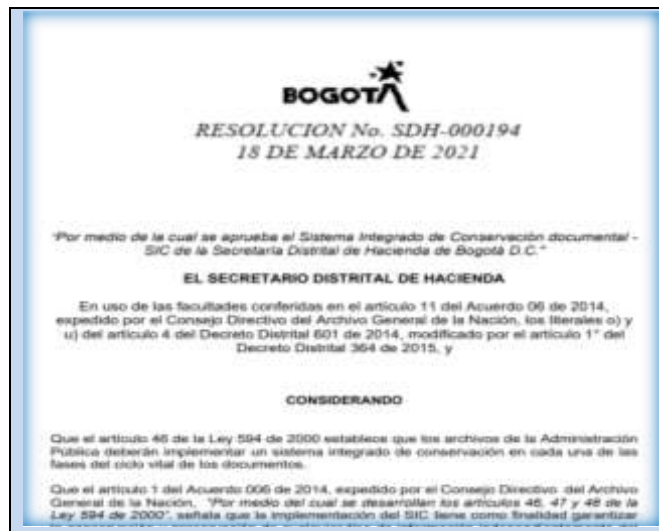 BOGOTÁ
RESOLUCION No. SDH-000194
18 DE MARZO DE 2021
"Por medio de la cual se aprueba el Sistema Integrado de Conservación documental -
SIC de la Secretaría Distrital de Hacienda de Bogotá D.C."
EL SECRETARIO DISTRITAL DE HACIENDA
En uso de las facultades conferidas en el artículo 11 del Acuerdo 06 de 2014,
expedido por el Consejo Directivo del Archivo General de la Nación, los literales o) y
u) del artículo 4 del Decreto Distrital 601 de 2014, modificado por el artículo 1° del
Decreto Distrital 364 de 2015, y
CONSIDERANDO
Que el artículo 46 de la Ley 594 de 2000 establece que los archivos de la Administración
Pública deberán implementar un sistema integrado de conservación en cada una de las
fases del ciclo vital de los documentos.
Que el artículo 1 del Acuerdo 006 de 2014, expedido por el Consejo Directivo del Archivo
General de la Nación, "Por medio del cual se desarrollan los artículos 46, 47 y 48 de la
Ley 594 de 2000", señala que la implementación del SIC tiene como finalidad garantizar